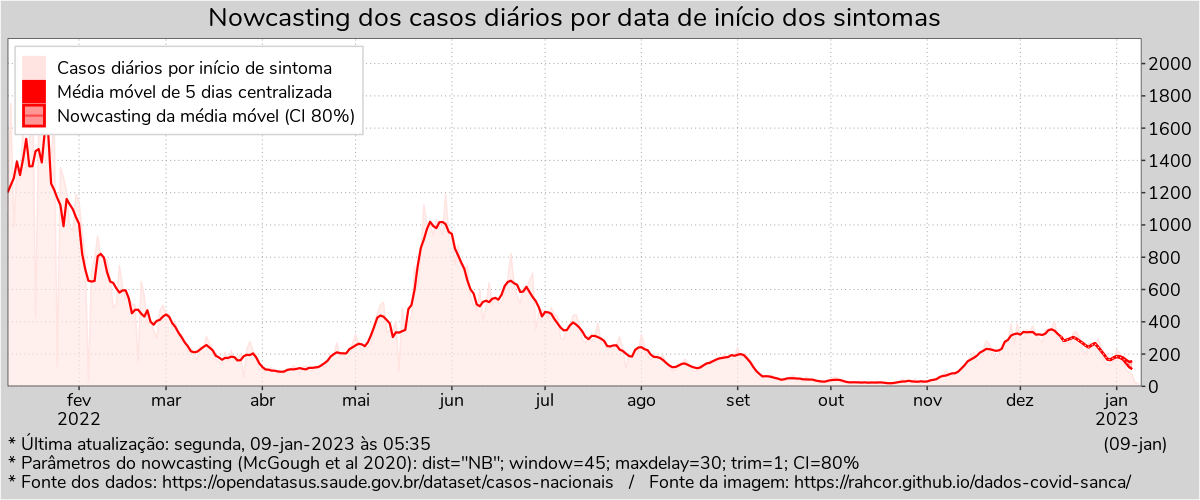 Nowcasting dos casos diários por data de início dos sintomas
Casos diários por início de sintoma
Média móvel de 5 dias centralizada
Nowcasting da média móvel (CI 80%)
2000
1800
1600
1400
1200
1000
800
600
400
200
0
fev mar abr mai jun jul ago set out nov dez jan
2022 2023
* Última atualização: segunda, 09-jan-2023 às 05:35 (09-jan)
* Parâmetros do nowcasting (McGough et al 2020): dist="NB"; window=45; maxdelay=30; trim=1; CI=80%
* Fonte dos dados: https://opendatasus.saude.gov.br/dataset/casos-nacionais / Fonte da imagem: https://rahcor.github.io/dados-covid-sanca/